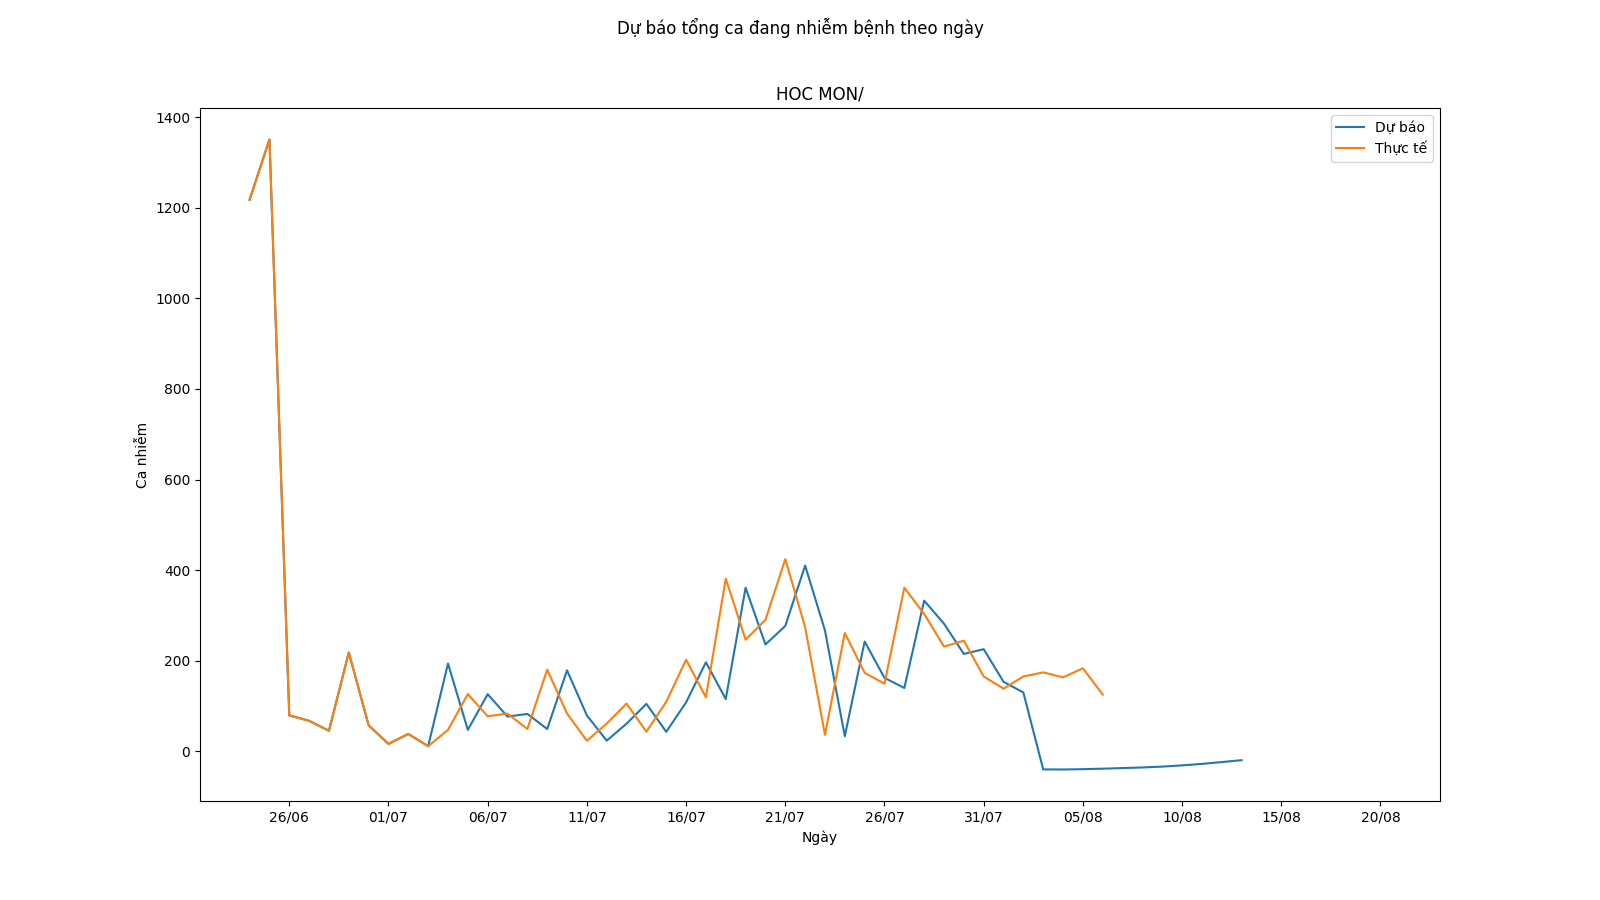 Dự báo tổng ca đang nhiễm bệnh theo ngày
HOC MON/
Dự báo
Thực tế
1400
1200
1000
800
600
400
200
0
Ca nhiễm
26/06 01/07 06/07 11/07 16/07 21/07 26/07 31/07 05/08 10/08 15/08 20/08
Ngày